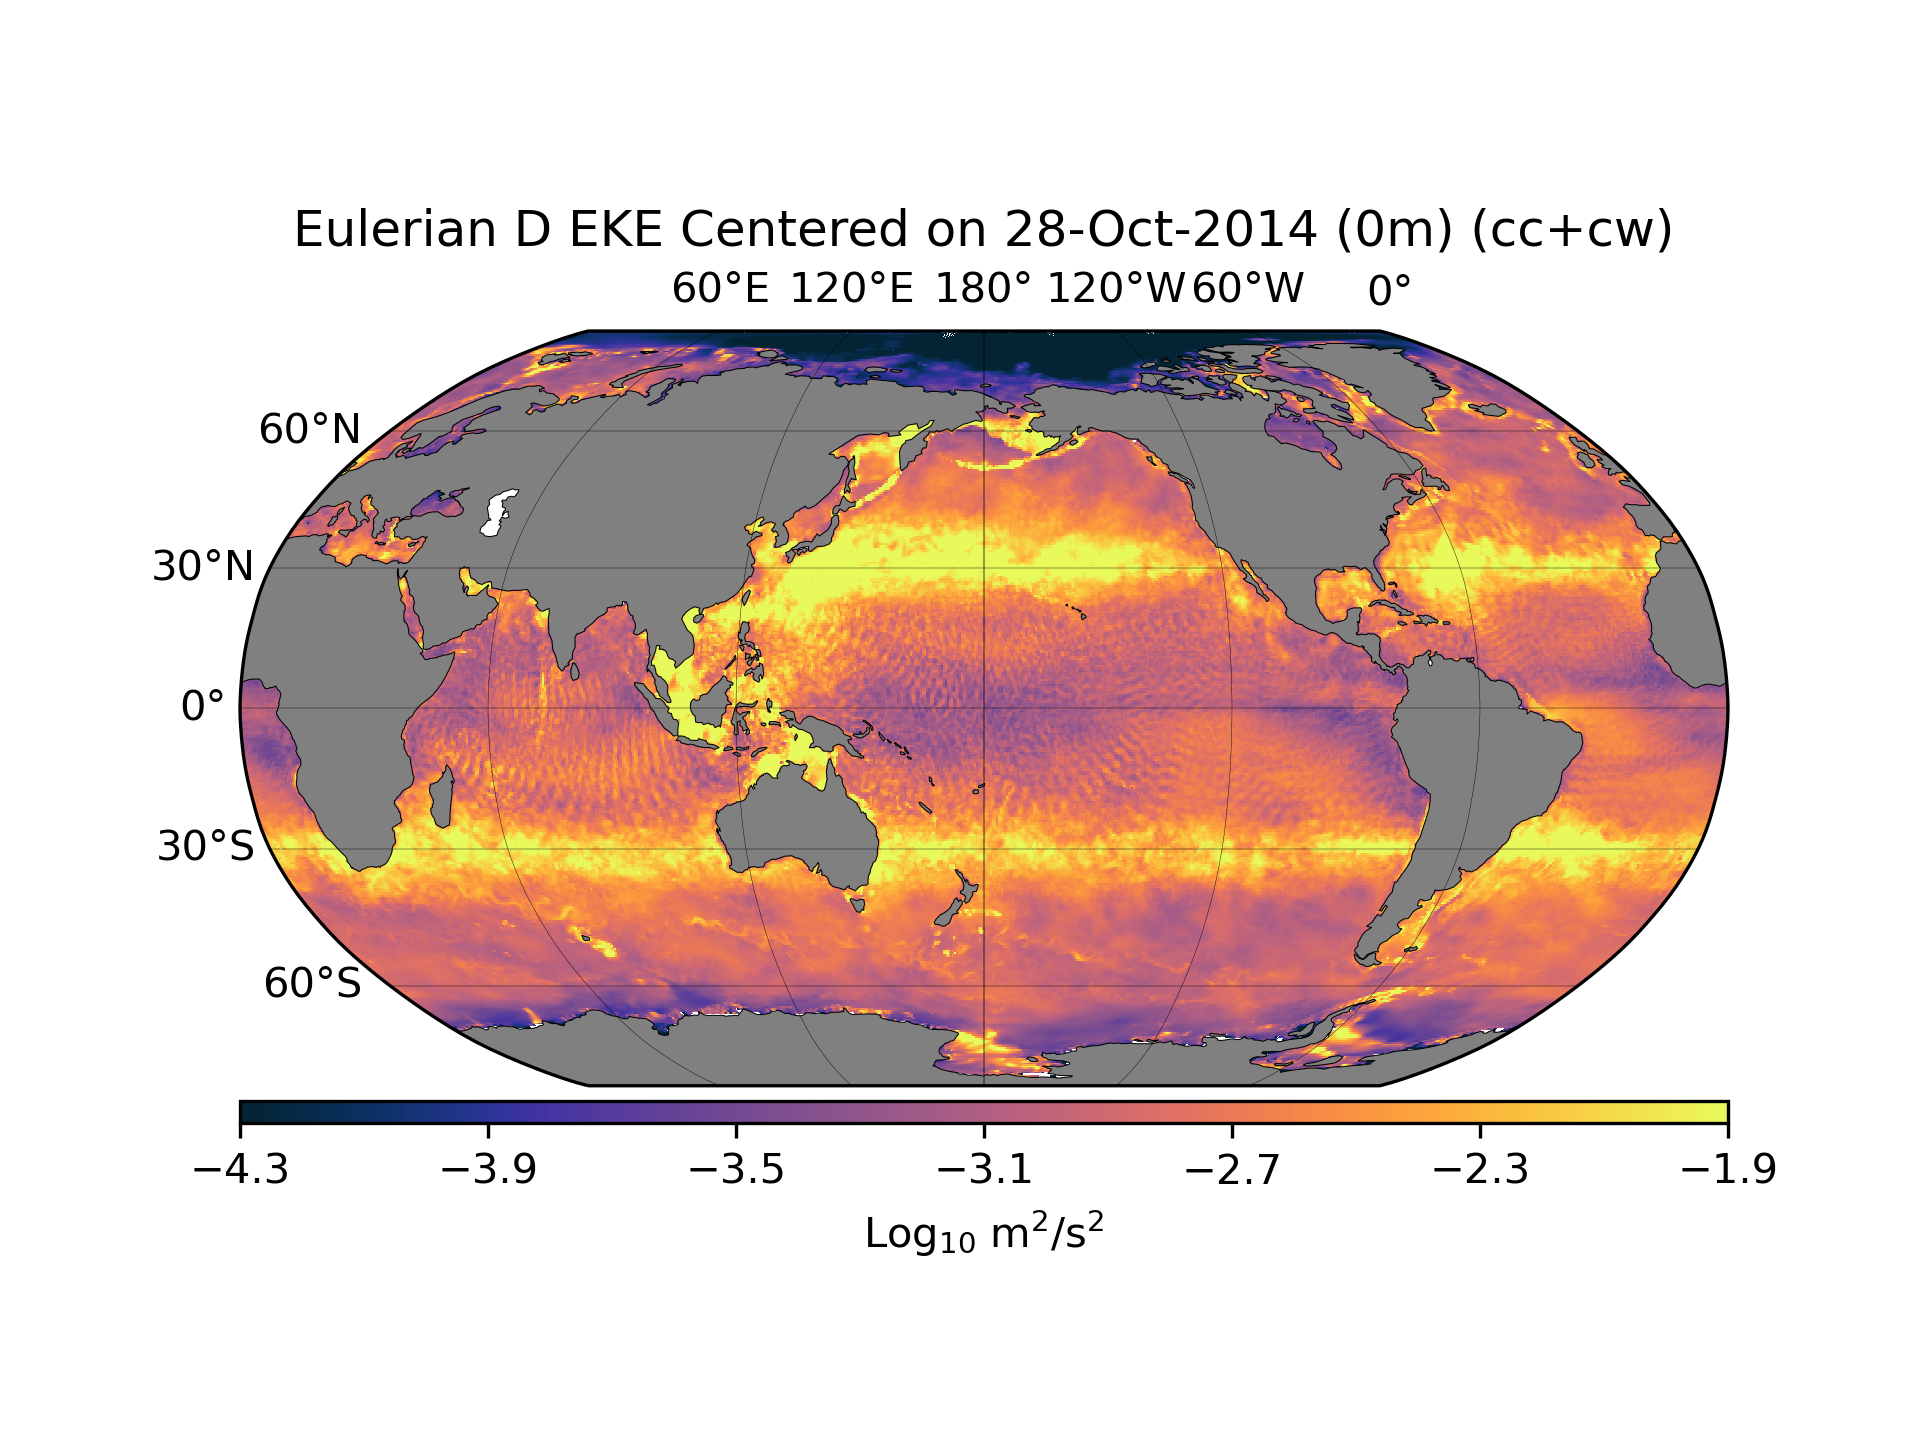 Eulerian D EKE Centered on 28-Oct-2014 (0m) (cc+cw)
60°E 120°E 180° 120°W 60°W 0°
60°N
30°N
0°
30°S
60°S
−4.3 −3.9 −3.5 −3.1 −2.7 −2.3 −1.9
Log₁₀ m²/s²